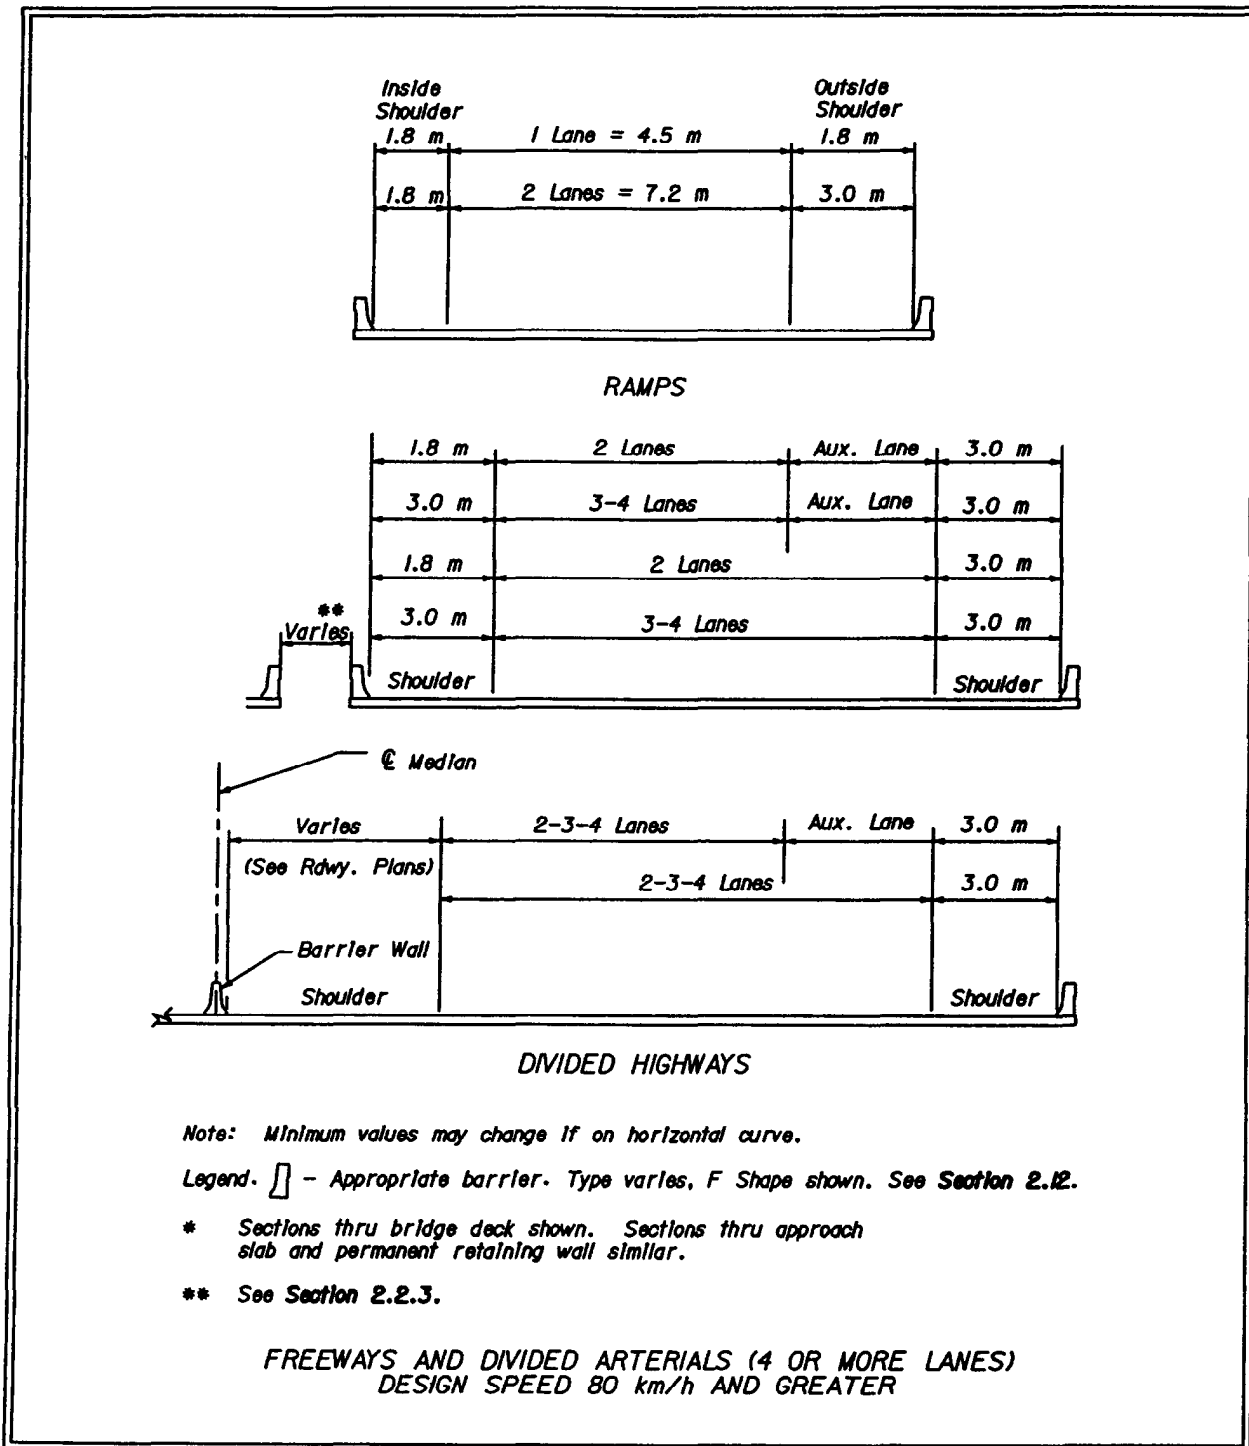 Inside Shoulder
Outside Shoulder
1.8 m 1 Lane = 4.5 m 1.8 m
1.8 m 2 Lanes = 7.2 m 3.0 m
RAMPS
1.8 m 2 Lanes Aux. Lane 3.0 m
3.0 m 3-4 Lanes Aux. Lane 3.0 m
1.8 m 2 Lanes 3.0 m
**
Varies
3.0 m 3-4 Lanes 3.0 m
Shoulder Shoulder
℄ Median
Varies 2-3-4 Lanes Aux. Lane 3.0 m
(See Rdwy. Plans)
2-3-4 Lanes 3.0 m
Barrier Wall
Shoulder Shoulder
DIVIDED HIGHWAYS
Note: Minimum values may change if on horizontal curve.
Legend. - Appropriate barrier. Type varies, F Shape shown. See Section 2.12.
* Sections thru bridge deck shown. Sections thru approach
slab and permanent retaining wall similar.
** See Section 2.2.3.
FREEWAYS AND DIVIDED ARTERIALS (4 OR MORE LANES)
DESIGN SPEED 80 km/h AND GREATER